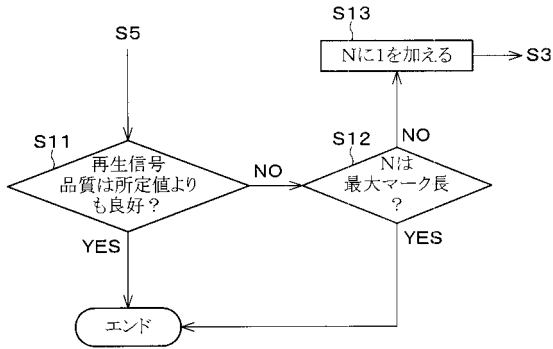 S13
S5
Nに1を加える
S3
S11
S12
NO
再生信号
品質は所定値より
も良好？
NO
Nは
最大マーク長
？
YES
YES
エンド